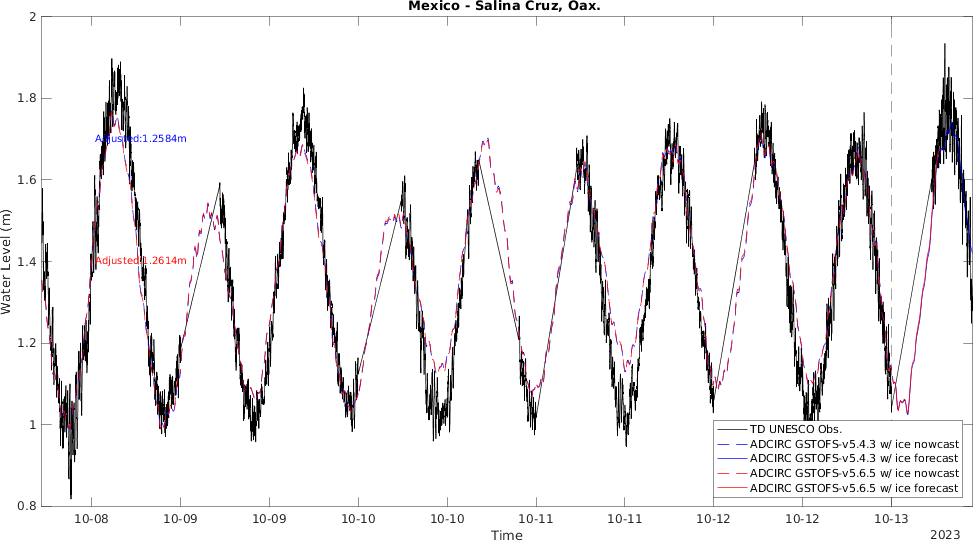 Mexico - Salina Cruz, Oax.
2
1.8
1.6
1.4
1.2
1
0.8
Water Level (m)
Adjusted:1.2584m
Adjusted:1.2614m
TD UNESCO Obs.
ADCIRC GSTOFS-v5.4.3 w/ ice nowcast
ADCIRC GSTOFS-v5.4.3 w/ ice forecast
ADCIRC GSTOFS-v5.6.5 w/ ice nowcast
ADCIRC GSTOFS-v5.6.5 w/ ice forecast
10-08 10-09 10-09 10-10 10-10 10-11 10-11 10-12 10-12 10-13
Time
2023